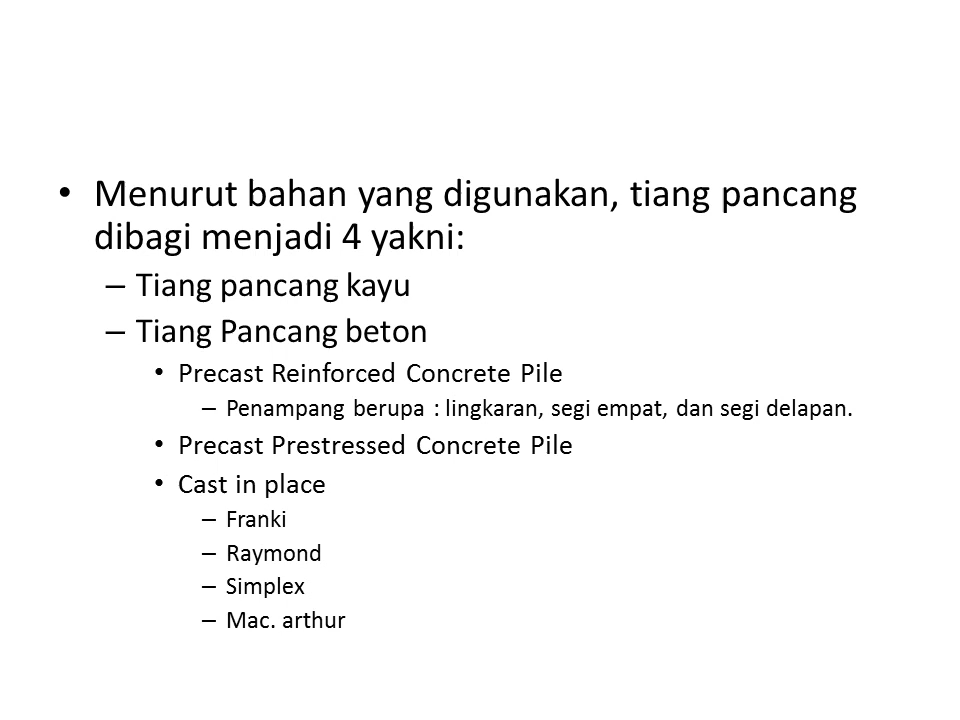 • Menurut bahan yang digunakan, tiang pancang
dibagi menjadi 4 yakni:
– Tiang pancang kayu
– Tiang Pancang beton
• Precast Reinforced Concrete Pile
– Penampang berupa : lingkaran, segi empat, dan segi delapan.
• Precast Prestressed Concrete Pile
• Cast in place
– Franki
– Raymond
– Simplex
– Mac. arthur